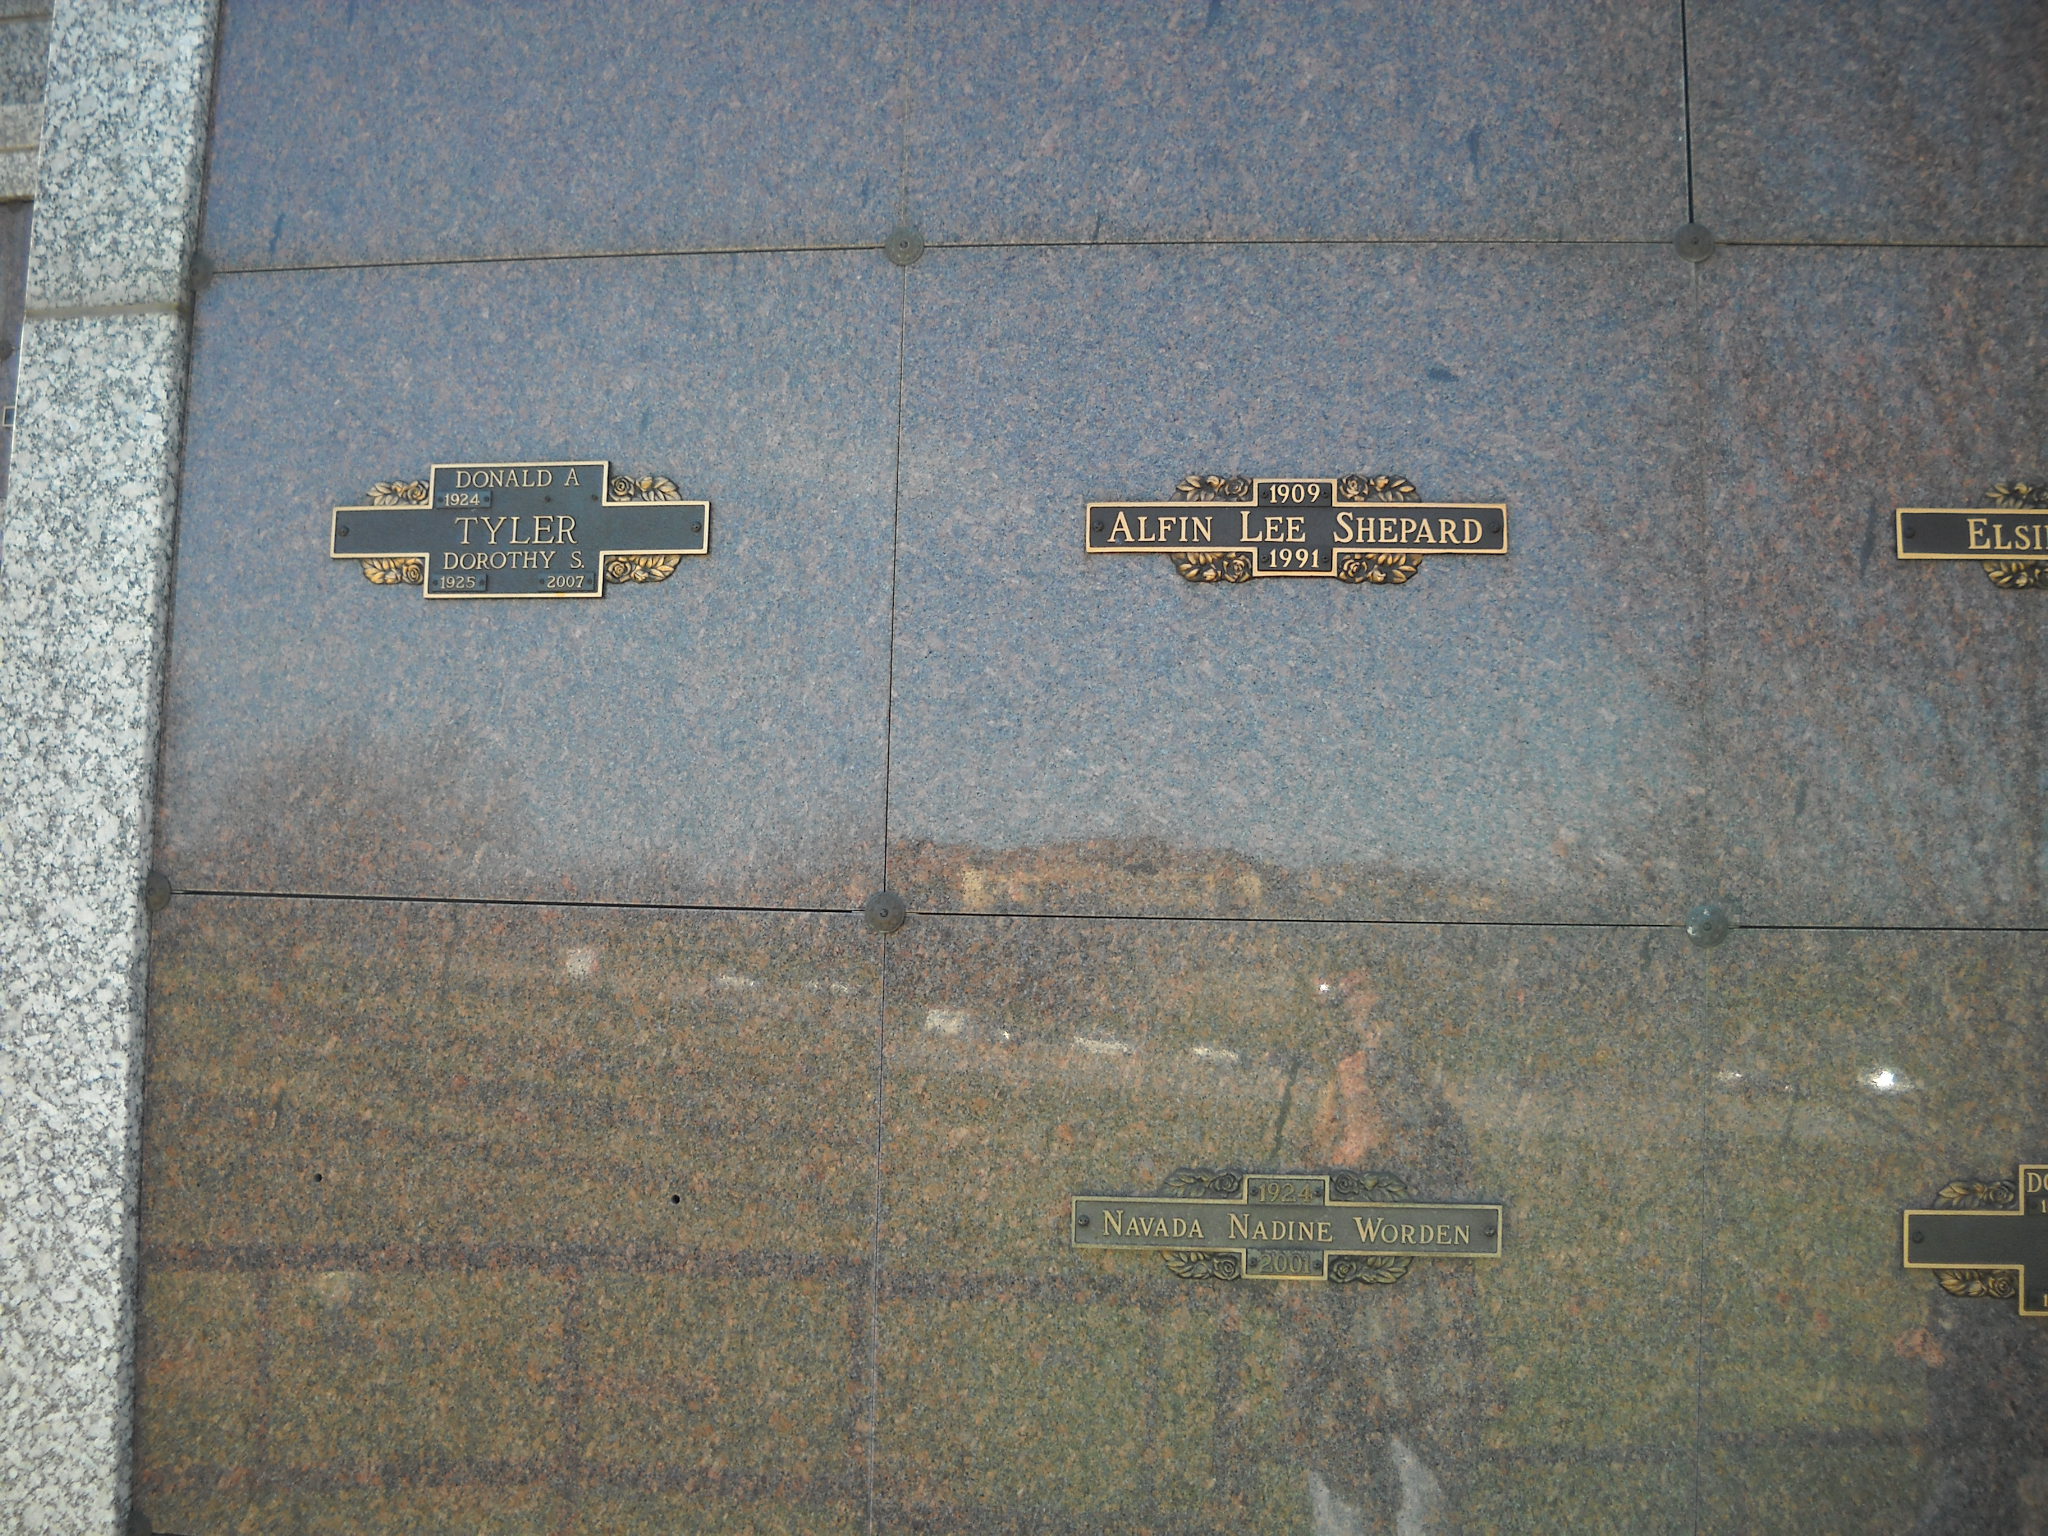 DONALD A
1924
TYLER
DOROTHY S.
1925 2007
1909
ALFIN LEE SHEPARD
1991
1924
NAVADA NADINE WORDEN
2001